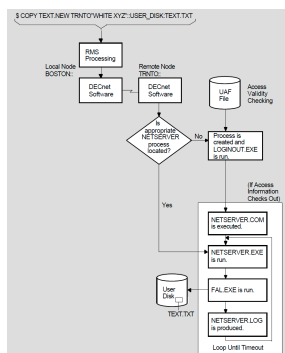 $ COPY TEXT.NEW TRNTO"WHITE XYZ"::USER_DISK:TEXT.TXT
RMS
Processing
Local Node
BOSTON::
Remote Node
TRNTO::
DECnet
Software
DECnet
Software
UAF
File
Access
Validity
Checking
Is
appropriate
NETSERVER
process
located?
No
Process is
created and
LOGINOUT.EXE
is run.
(If Access
Information
Checks Out)
Yes
NETSERVER.COM
is executed.
NETSERVER.EXE
is run.
User
Disk
TEXT.TXT
FAL.EXE is run.
NETSERVER.LOG
is produced.
Loop Until Timeout